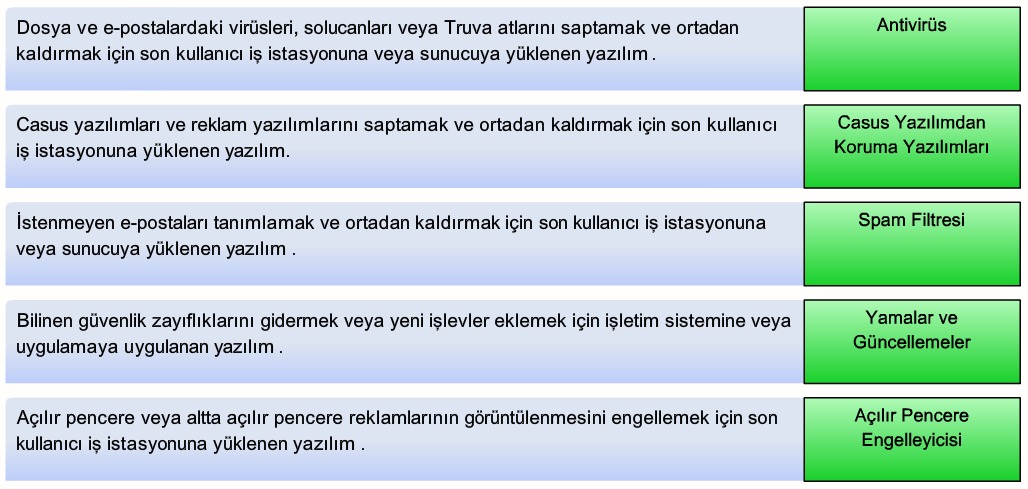 Dosya ve e-postalardaki virüsleri, solucanları veya Truva atlarını saptamak ve ortadan
kaldırmak için son kullanıcı iş istasyonuna veya sunucuya yüklenen yazılım .
Antivirüs
Casus yazılımları ve reklam yazılımlarını saptamak ve ortadan kaldırmak için son kullanıcı
iş istasyonuna yüklenen yazılım.
Casus Yazılımdan
Koruma Yazılımları
İstenmeyen e-postaları tanımlamak ve ortadan kaldırmak için son kullanıcı iş istasyonuna
veya sunucuya yüklenen yazılım .
Spam Filtresi
Bilinen güvenlik zayıflıklarını gidermek veya yeni işlevler eklemek için işletim sistemine veya
uygulamaya uygulanan yazılım .
Yamalar ve
Güncellemeler
Açılır pencere veya altta açılır pencere reklamlarının görüntülenmesini engellemek için son
kullanıcı iş istasyonuna yüklenen yazılım .
Açılır Pencere
Engelleyicisi